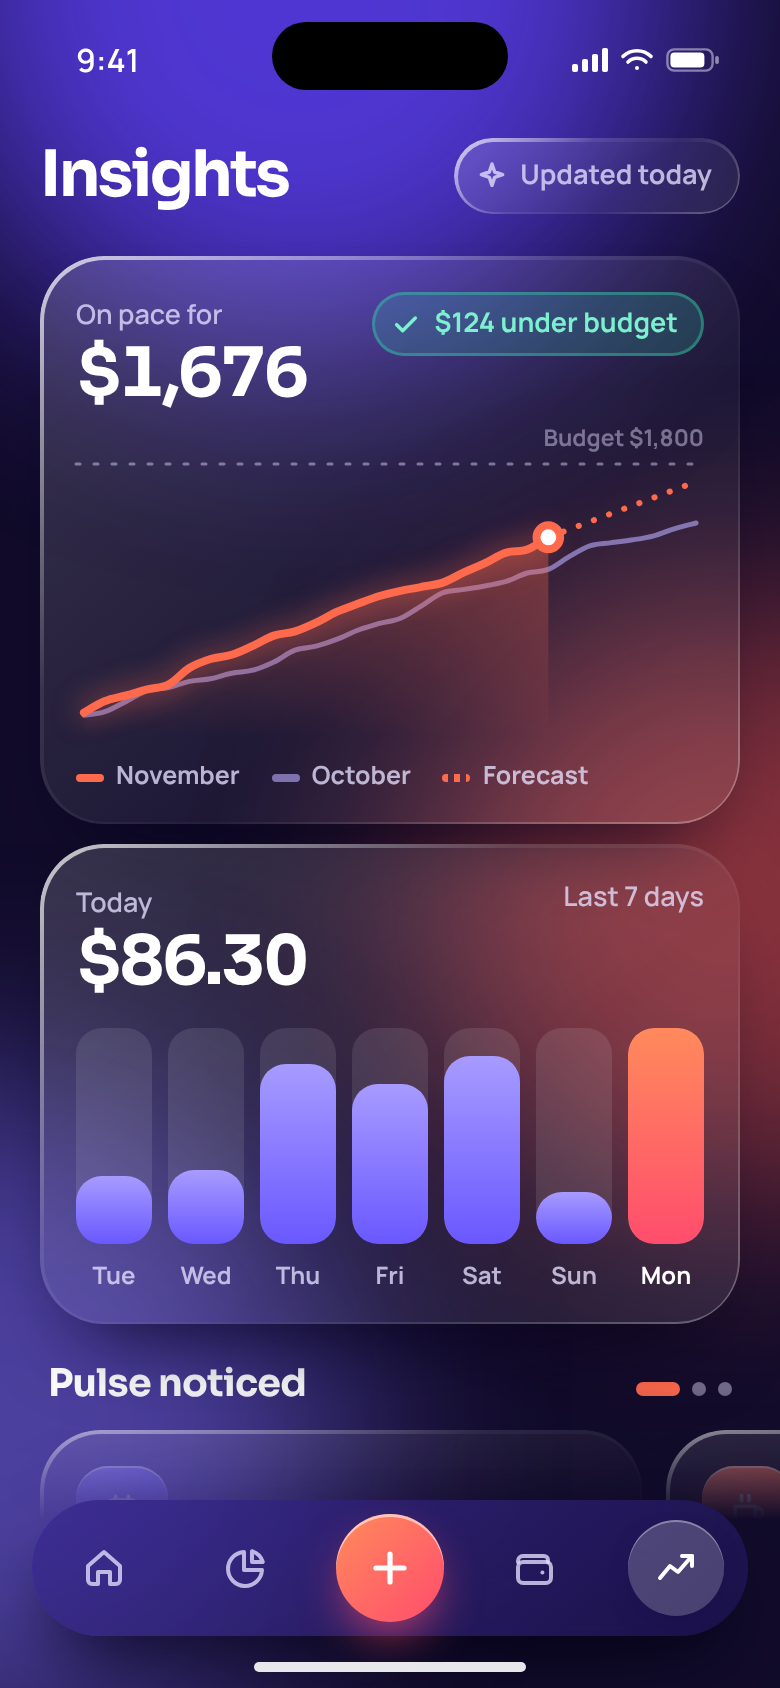 9:41
Insights
Updated today
On pace for
$124 under budget
$1,676
Budget $1,800
November
October
Forecast
Today
Last 7 days
$86.30
Tue
Wed
Thu
Fri
Sat
Sun
Mon
Pulse noticed